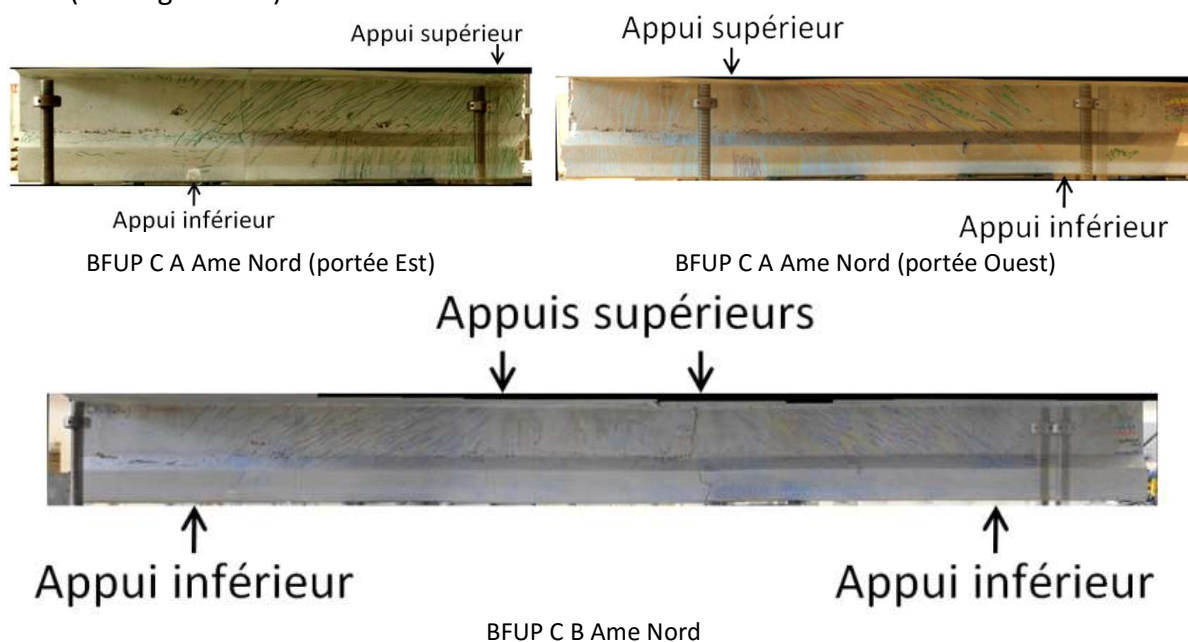 Appui supérieur
Appui supérieur
Appui inférieur
Appui inférieur
BFUP C A Ame Nord (portée Est)
BFUP C A Ame Nord (portée Ouest)
Appuis supérieurs
Appui inférieur
Appui inférieur
BFUP C B Ame Nord